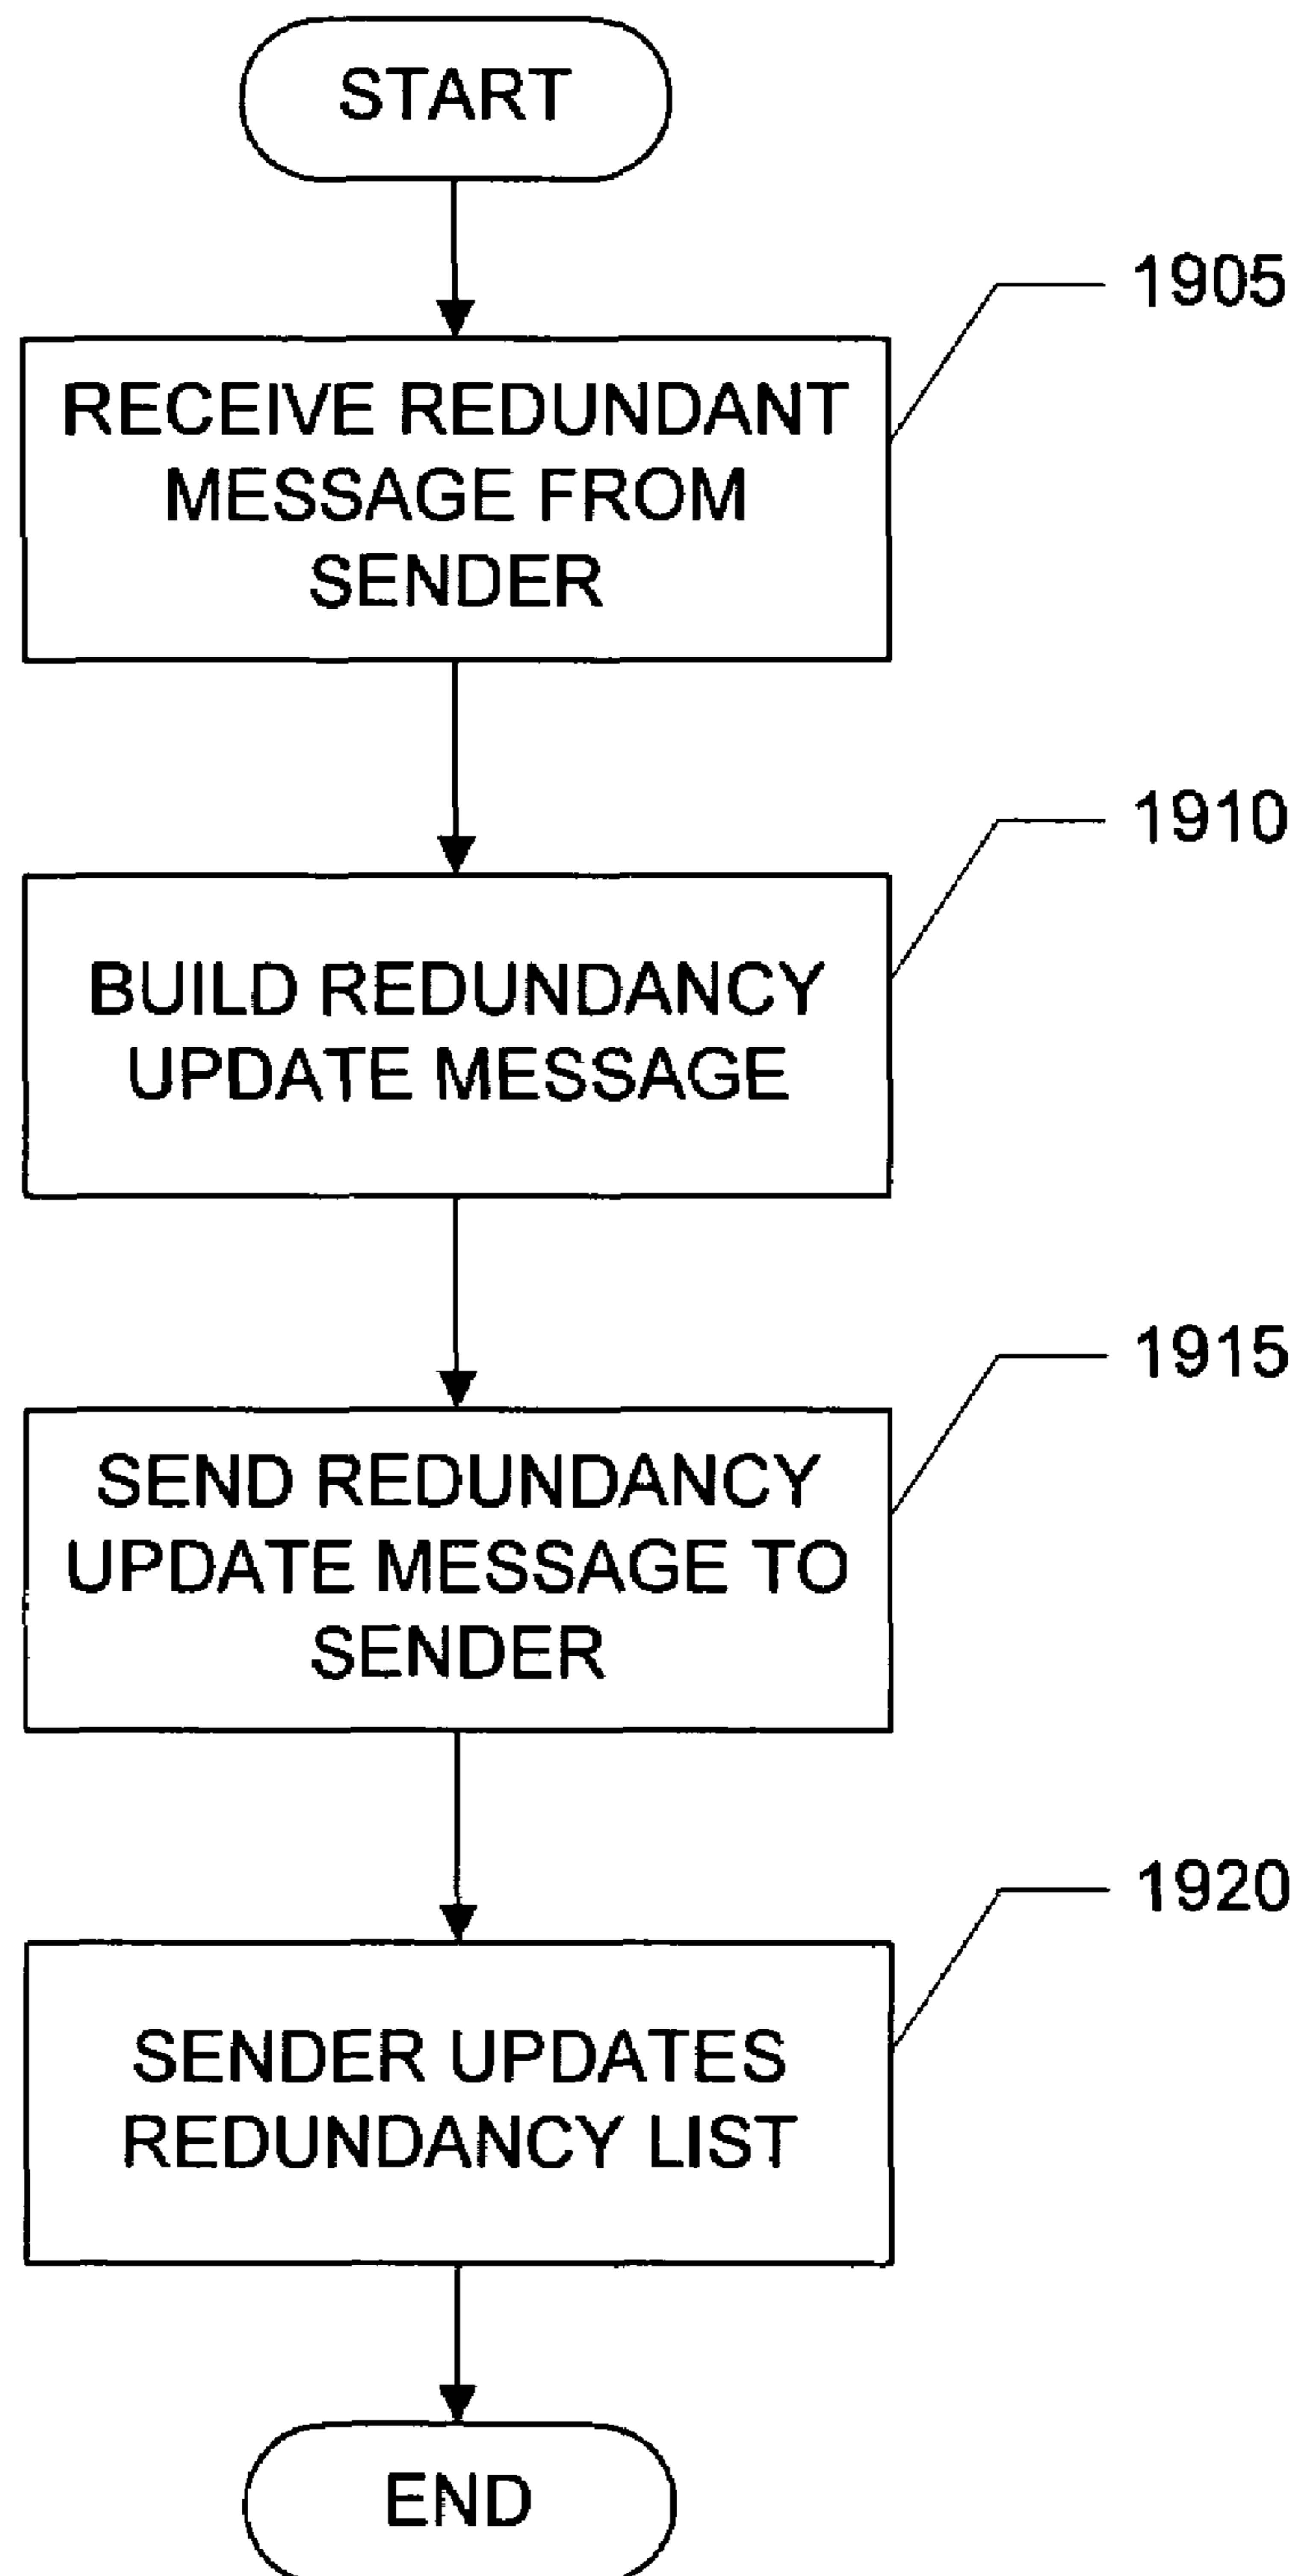 START
1905
RECEIVE REDUNDANT
MESSAGE FROM
SENDER
1910
BUILD REDUNDANCY
UPDATE MESSAGE
1915
SEND REDUNDANCY
UPDATE MESSAGE TO
SENDER
1920
SENDER UPDATES
REDUNDANCY LIST
END